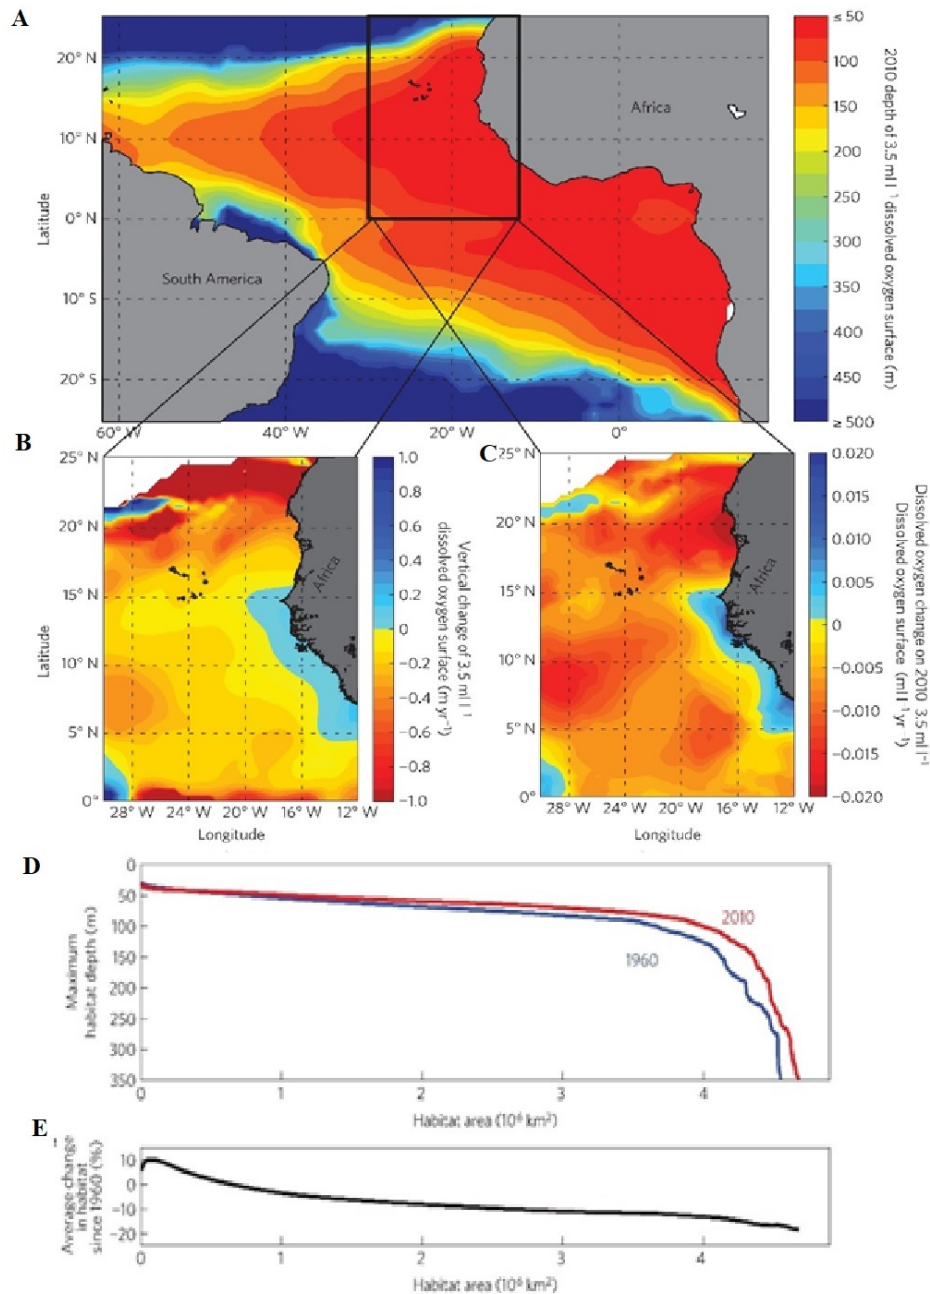 A
20° N
10° N
0° N
10° S
20° S
Latitude
60° W
40° W
20° W
0°
Africa
South America
≤ 50
100
150
200
250
300
350
400
450
≥ 500
2010 depth of 3.5 ml l⁻¹ dissolved oxygen surface (m)
B
25° N
20° N
15° N
10° N
5° N
0°
Latitude
28° W
24° W
20° W
16° W
12° W
Longitude
Africa
1.0
0.8
0.6
0.4
0.2
0
−0.2
−0.4
−0.6
−0.8
−1.0
Vertical change of 3.5 ml l⁻¹
dissolved oxygen surface (m yr⁻¹)
C
25° N
20° N
15° N
10° N
5° N
0°
28° W
24° W
20° W
16° W
12° W
Longitude
Africa
0.020
0.015
0.010
0.005
0
−0.005
−0.010
−0.015
−0.020
Dissolved oxygen change on 2010 3.5 ml l⁻¹
Dissolved oxygen surface (ml l⁻¹ yr⁻¹)
D
0
50
100
150
200
250
300
350
Maximum
habitat depth (m)
2010
1960
0
1
2
3
4
Habitat area (10⁶ km²)
E
10
0
−10
−20
Average change
in habitat
since 1960 (%)
0
1
2
3
4
Habitat area (10⁶ km²)